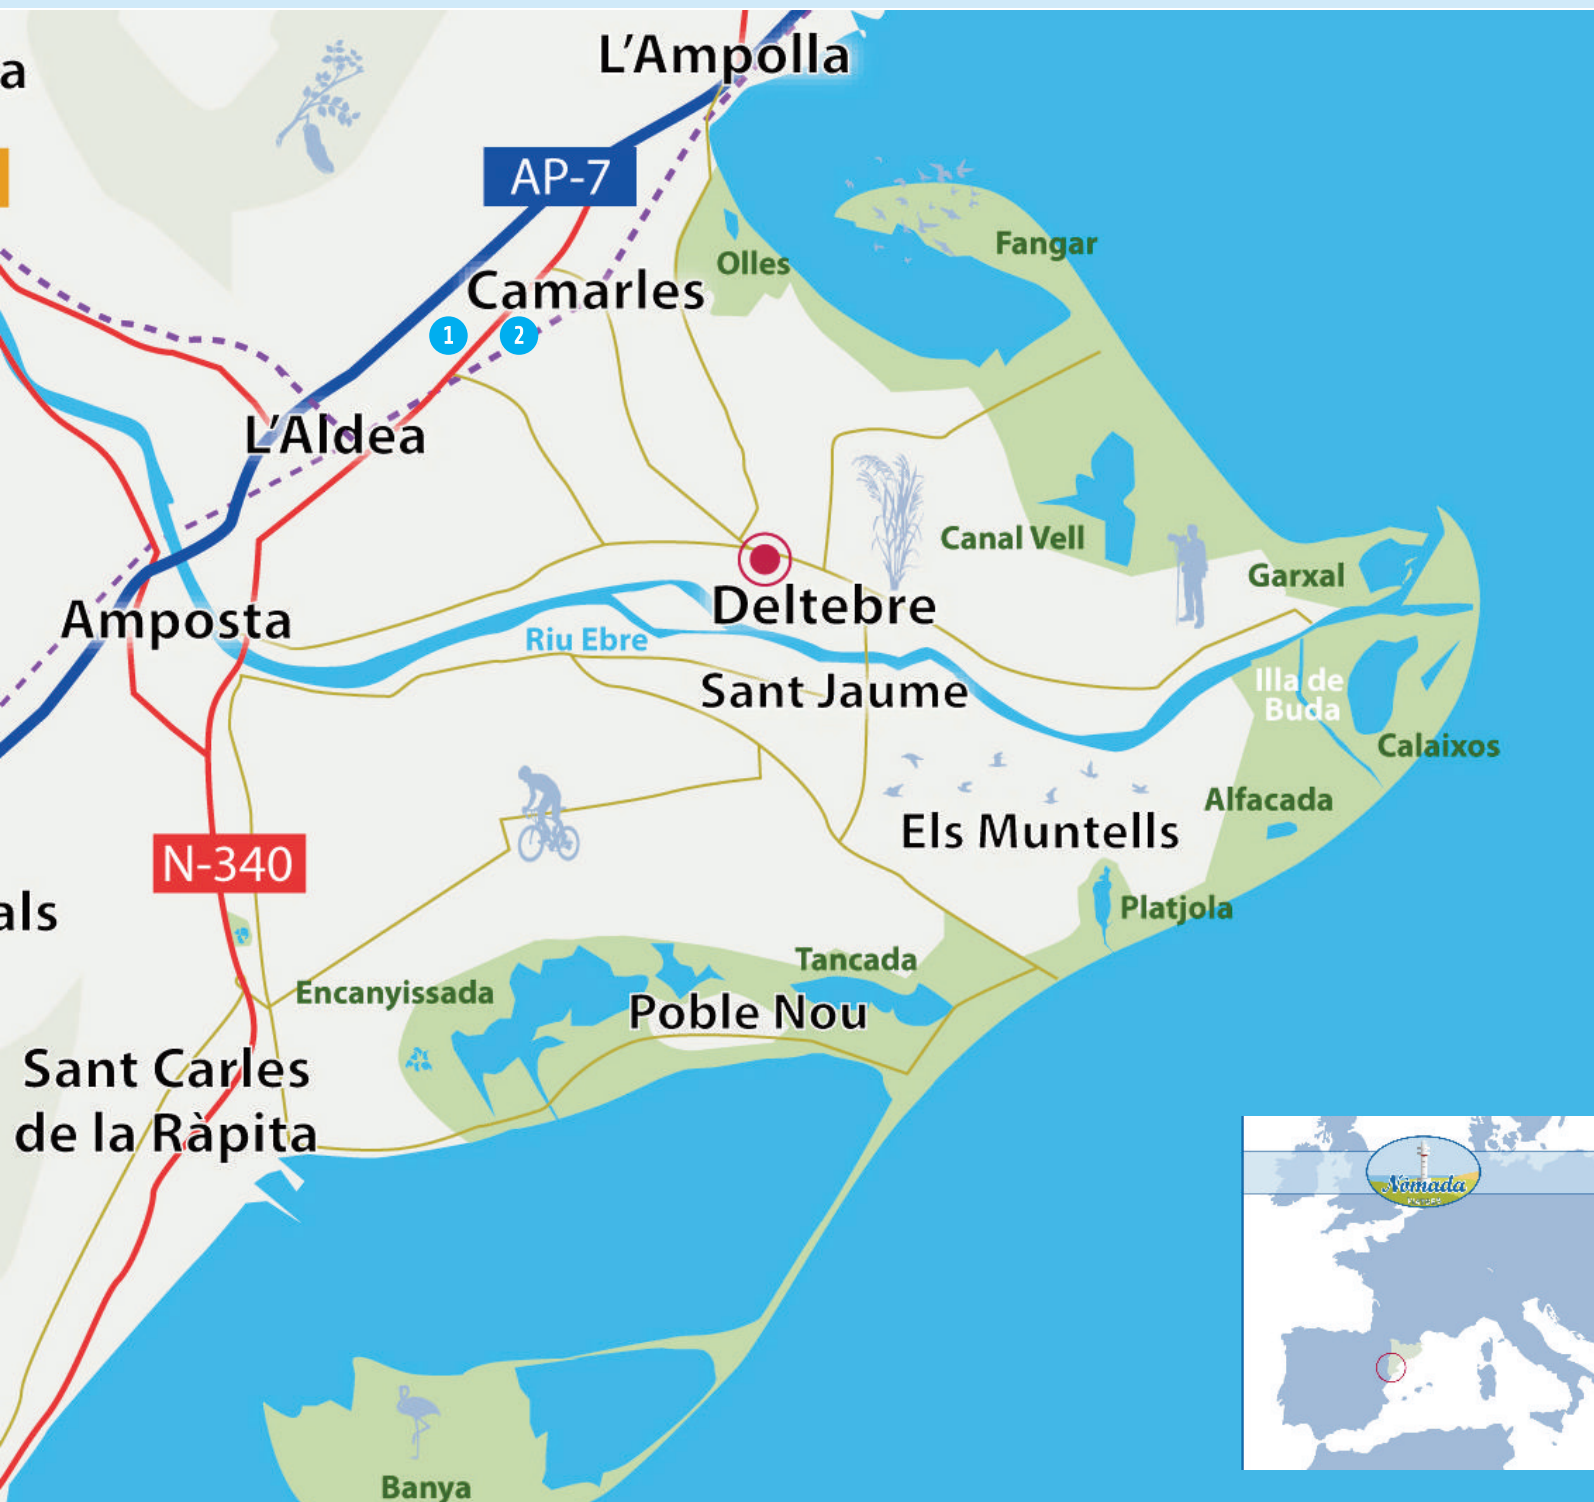 L'Ampolla
a
AP-7
Fangar
Olles
Camarles
1
2
L'Aldea
Canal Vell
Garxal
Deltebre
Amposta
Riu Ebre
Sant Jaume
Illa de
Buda
Calaixos
Alfacada
Els Muntells
N-340
als
Platjola
Tancada
Encanyissada
Poble Nou
Sant Carles
de la Ràpita
Nòmada
Banya